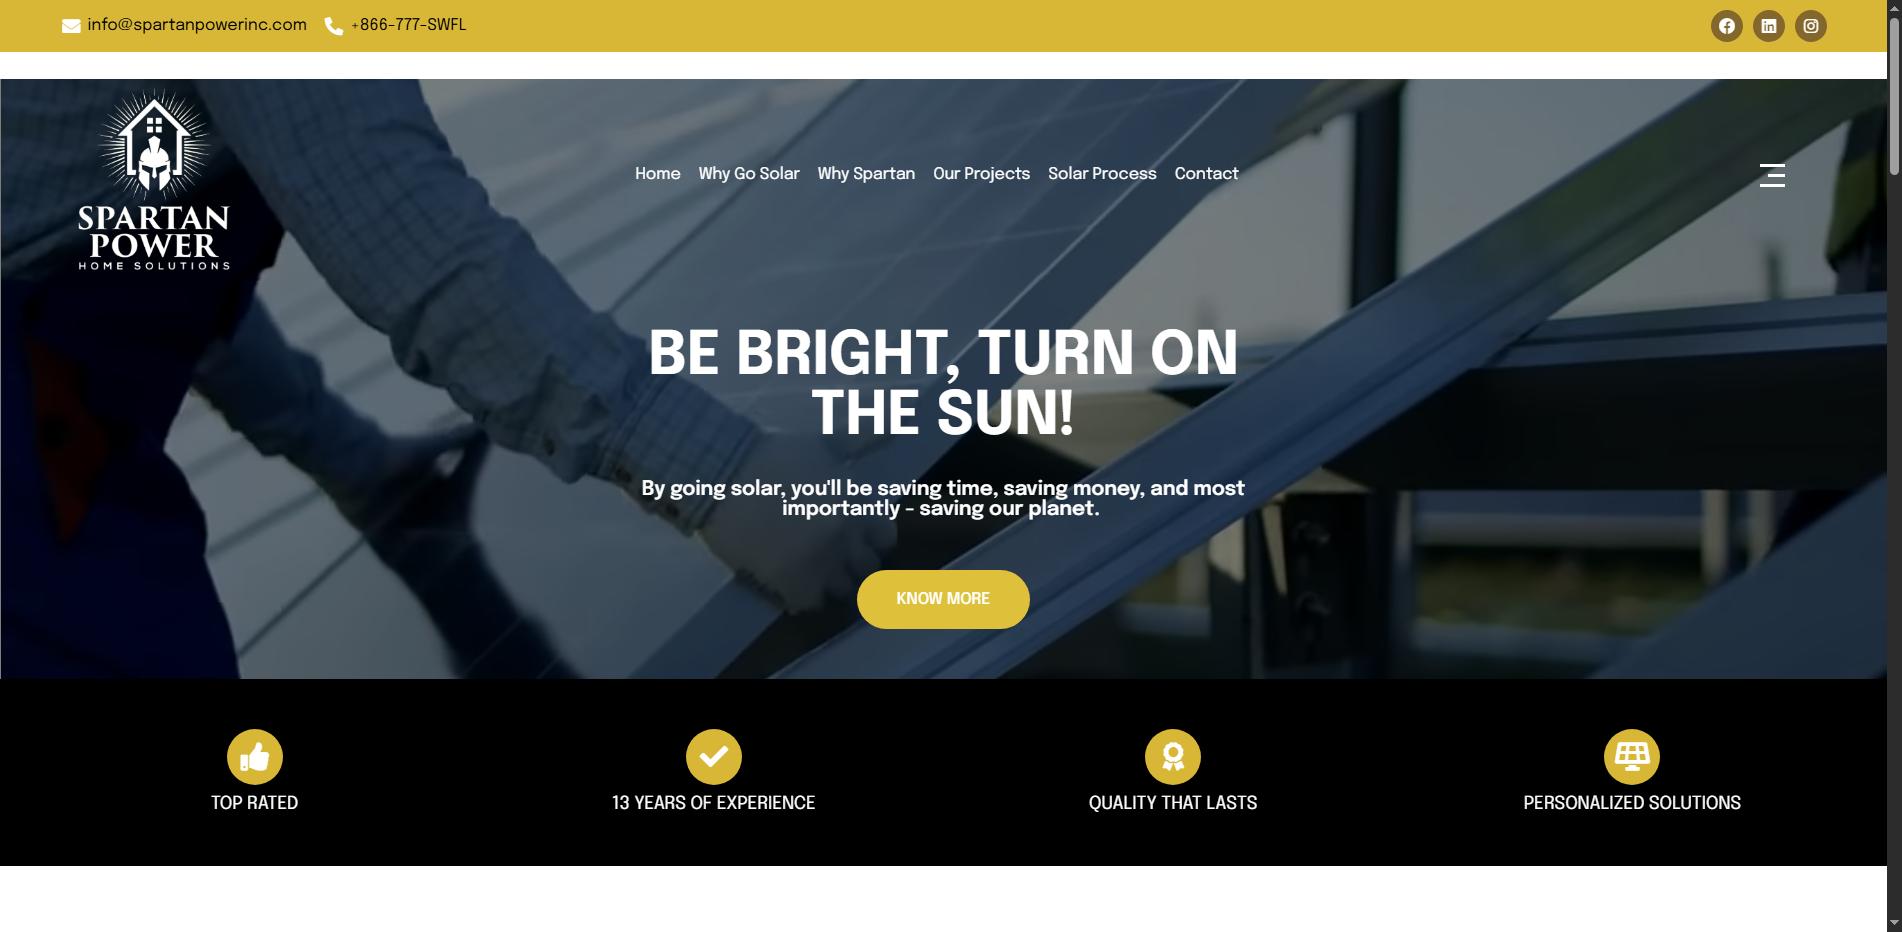 info@spartanpowerinc.com +866-777-SWFL
SPARTAN
POWER
HOME SOLUTIONS
Home Why Go Solar Why Spartan Our Projects Solar Process Contact
BE BRIGHT, TURN ON
THE SUN!
By going solar, you'll be saving time, saving money, and most
importantly - saving our planet.
KNOW MORE
TOP RATED
13 YEARS OF EXPERIENCE
QUALITY THAT LASTS
PERSONALIZED SOLUTIONS